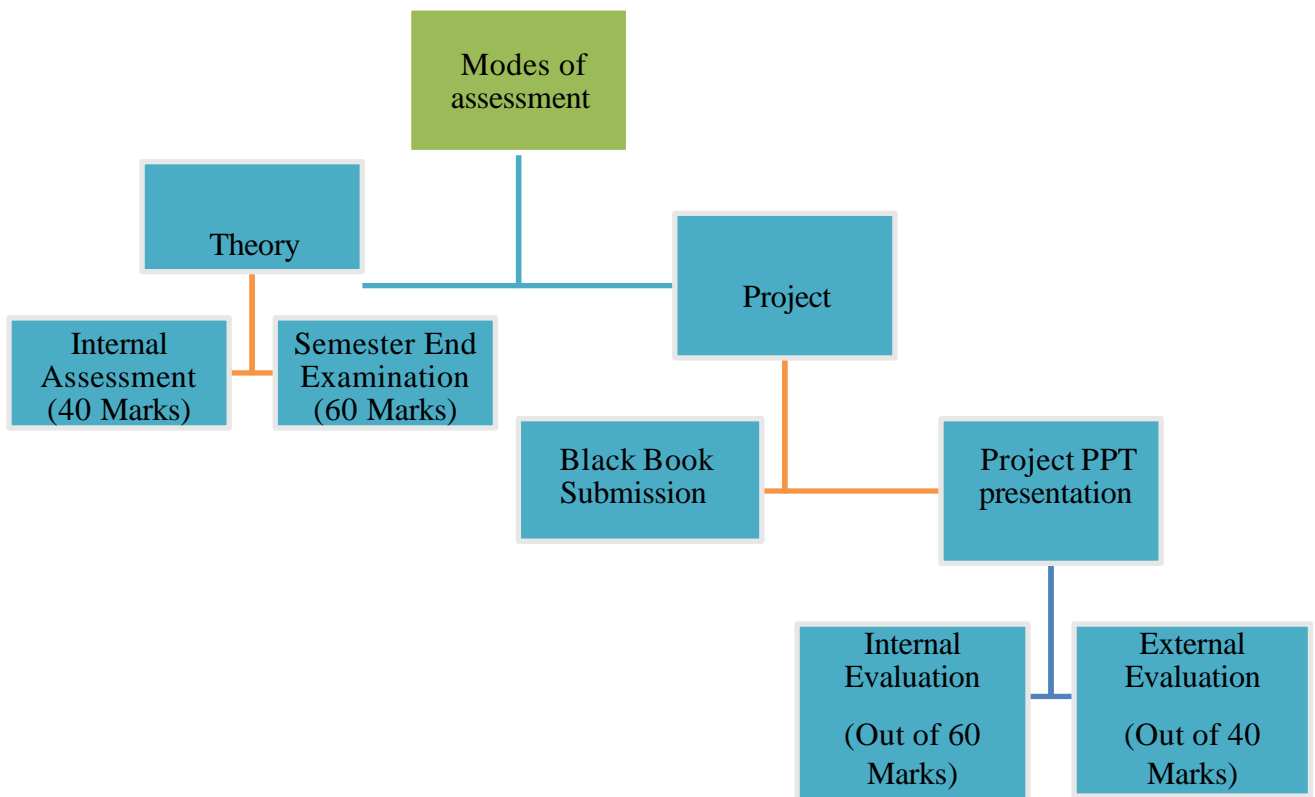 Modes of
assessment
Theory
Project
Internal
Assessment
(40 Marks)
Semester End
Examination
(60 Marks)
Black Book
Submission
Project PPT
presentation
Internal
Evaluation
(Out of 60
Marks)
External
Evaluation
(Out of 40
Marks)